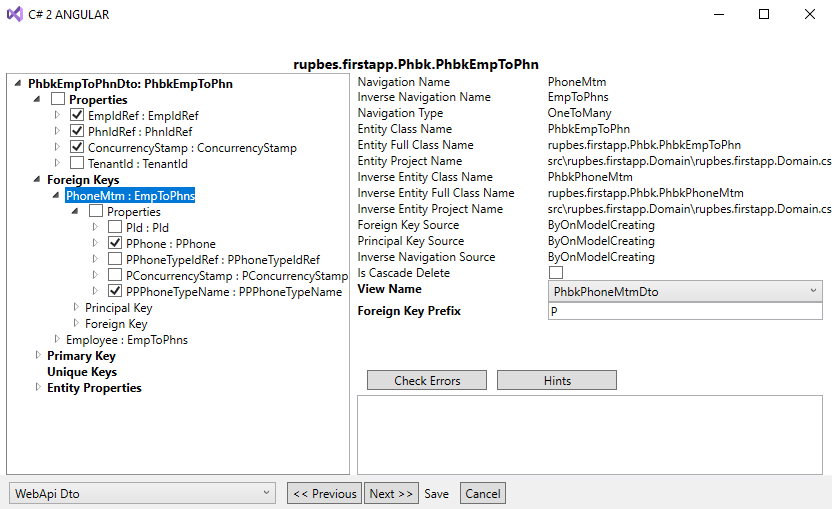 C# 2 ANGULAR
rupbes.firstapp.Phbk.PhbkEmpToPhn
PhbkEmpToPhnDto: PhbkEmpToPhn
Properties
EmpIdRef : EmpIdRef
PhnIdRef : PhnIdRef
ConcurrencyStamp : ConcurrencyStamp
TenantId : TenantId
Foreign Keys
PhoneMtm : EmpToPhns
Properties
PId : PId
PPhone : PPhone
PPhoneTypeIdRef : PPhoneTypeIdRef
PConcurrencyStamp : PConcurrencyStamp
PPPhoneTypeName : PPPhoneTypeName
Principal Key
Foreign Key
Employee : EmpToPhns
Primary Key
Unique Keys
Entity Properties
Navigation Name PhoneMtm
Inverse Navigation Name EmpToPhns
Navigation Type OneToMany
Entity Class Name PhbkEmpToPhn
Entity Full Class Name rupbes.firstapp.Phbk.PhbkEmpToPhn
Entity Project Name src\rupbes.firstapp.Domain\rupbes.firstapp.Domain.cs
Inverse Entity Class Name PhbkPhoneMtm
Inverse Entity Full Class Name rupbes.firstapp.Phbk.PhbkPhoneMtm
Inverse Entity Project Name src\rupbes.firstapp.Domain\rupbes.firstapp.Domain.cs
Foreign Key Source ByOnModelCreating
Principal Key Source ByOnModelCreating
Inverse Navigation Source ByOnModelCreating
Is Cascade Delete
View Name PhbkPhoneMtmDto
Foreign Key Prefix p
Check Errors Hints
WebApi Dto << Previous Next >> Save Cancel